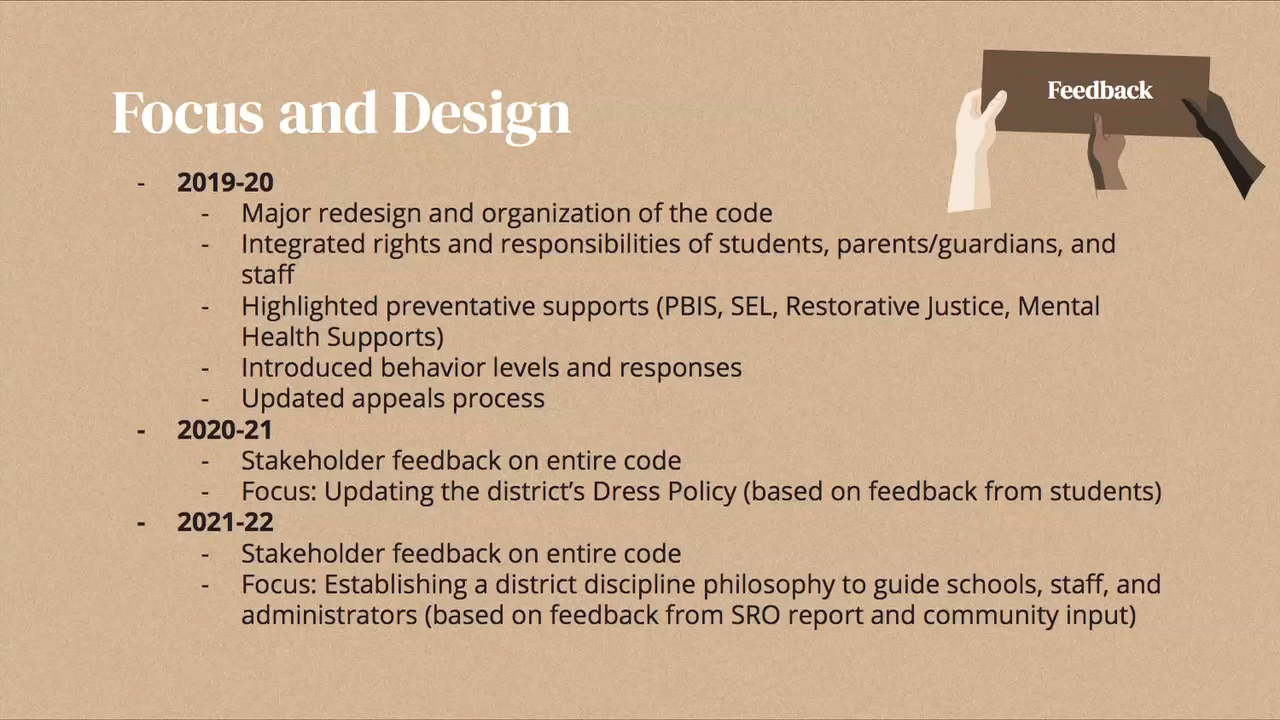 Feedback
Focus and Design
- 2019-20
- Major redesign and organization of the code
- Integrated rights and responsibilities of students, parents/guardians, and
staff
- Highlighted preventative supports (PBIS, SEL, Restorative Justice, Mental
Health Supports)
- Introduced behavior levels and responses
- Updated appeals process
- 2020-21
- Stakeholder feedback on entire code
- Focus: Updating the district’s Dress Policy (based on feedback from students)
- 2021-22
- Stakeholder feedback on entire code
- Focus: Establishing a district discipline philosophy to guide schools, staff, and
administrators (based on feedback from SRO report and community input)